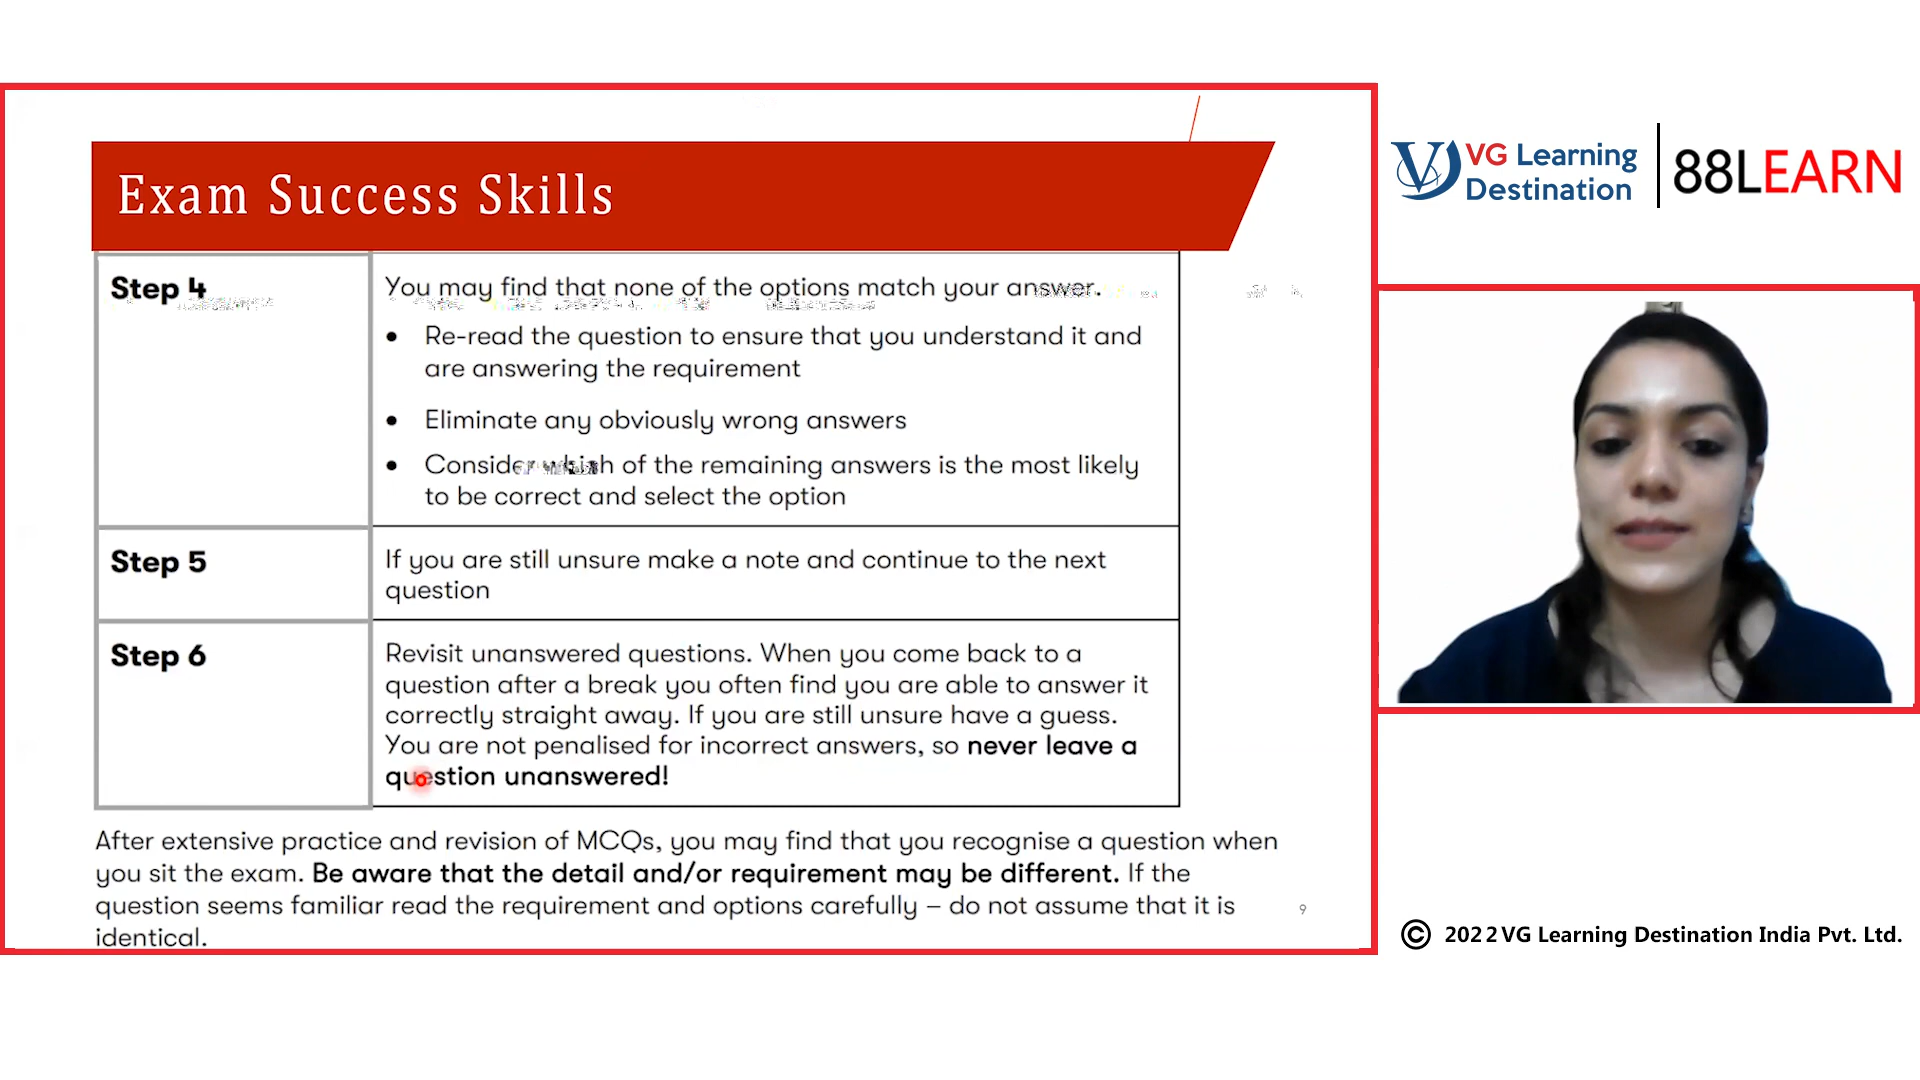 Exam Success Skills
Step 4
You may find that none of the options match your answer.
• Re-read the question to ensure that you understand it and
are answering the requirement
• Eliminate any obviously wrong answers
• Consider which of the remaining answers is the most likely
to be correct and select the option
Step 5
If you are still unsure make a note and continue to the next
question
Step 6
Revisit unanswered questions. When you come back to a
question after a break you often find you are able to answer it
correctly straight away. If you are still unsure have a guess.
You are not penalised for incorrect answers, so never leave a
question unanswered!
After extensive practice and revision of MCQs, you may find that you recognise a question when
you sit the exam. Be aware that the detail and/or requirement may be different. If the
question seems familiar read the requirement and options carefully – do not assume that it is
identical.
9
VG Learning
Destination
88LEARN
© 2022 VG Learning Destination India Pvt. Ltd.